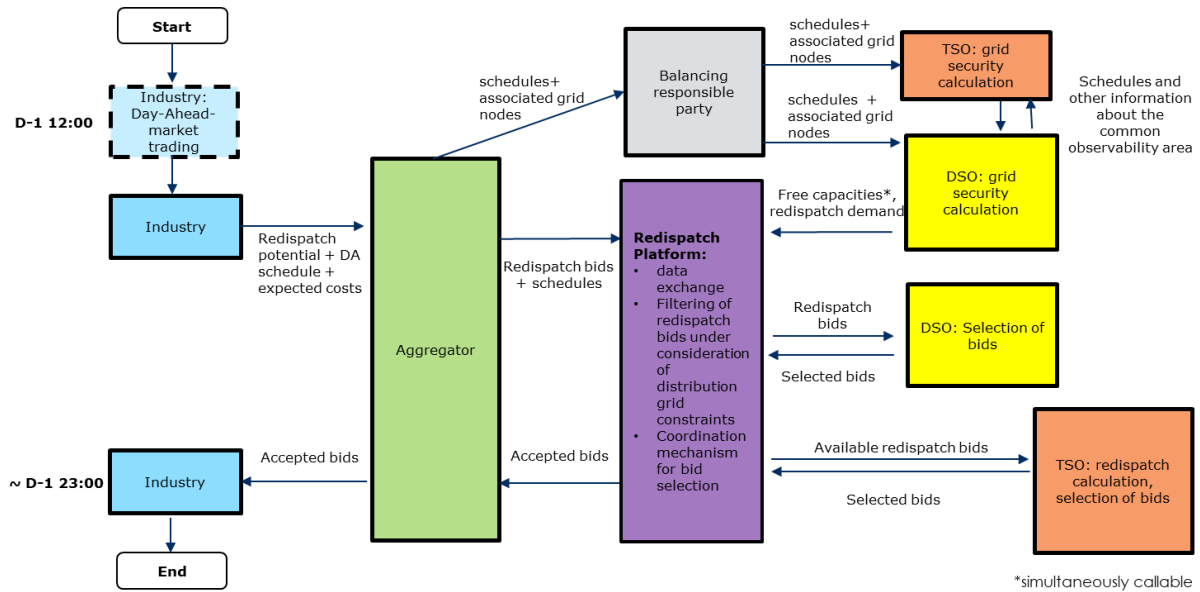 Start
D-1 12:00
Industry:
Day-Ahead-
market
trading
Industry
Redispatch
potential + DA
schedule +
expected costs
Aggregator
schedules+
associated grid
nodes
Balancing
responsible
party
schedules+
associated grid
nodes
schedules + 
associated grid
nodes
TSO: grid
security
calculation
Schedules and
other information
about the
common
observability area
DSO: grid
security
calculation
Free capacities*,
redispatch demand
Redispatch bids
+ schedules
Redispatch
Platform:
• data
exchange
• Filtering of
redispatch
bids under
consideration
of
distribution
grid
constraints
• Coordination
mechanism
for bid
selection
Redispatch
bids
Selected bids
DSO: Selection of
bids
Available redispatch bids
Selected bids
TSO: redispatch
calculation,
selection of bids
Accepted bids
Accepted bids
~ D-1 23:00
Industry
End
*simultaneously callable